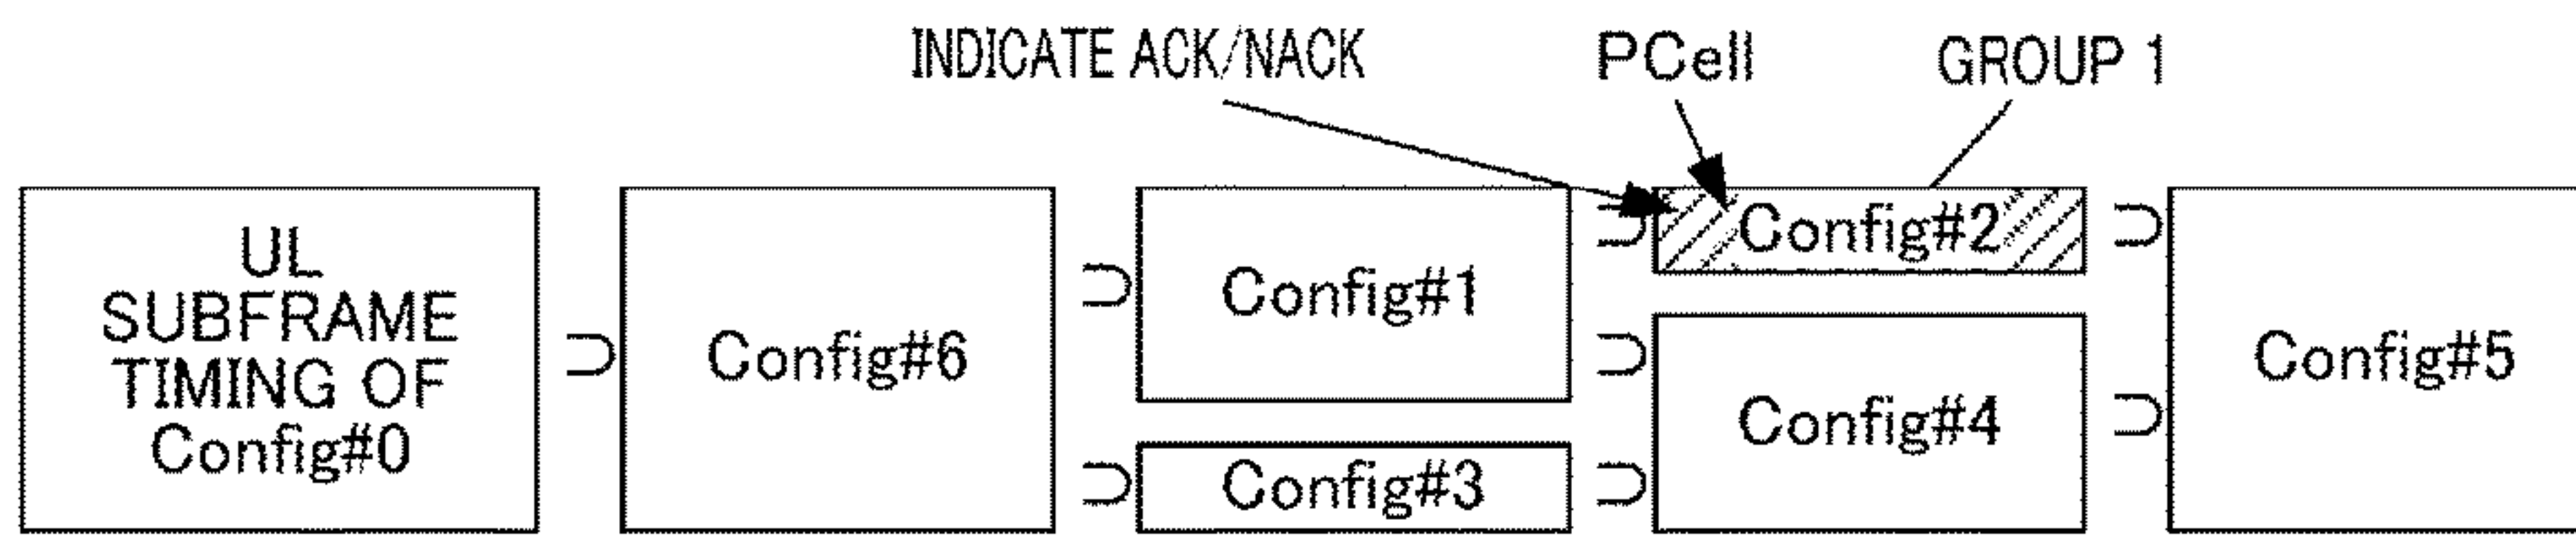 INDICATE ACK/NACK
PCell
GROUP 1
UL
SUBFRAME
TIMING OF
Config#0
⊃
Config#6
⊃
Config#1
⊃
Config#3
⊃
Config#2
⊃
Config#4
⊃
⊃
Config#5
⊃